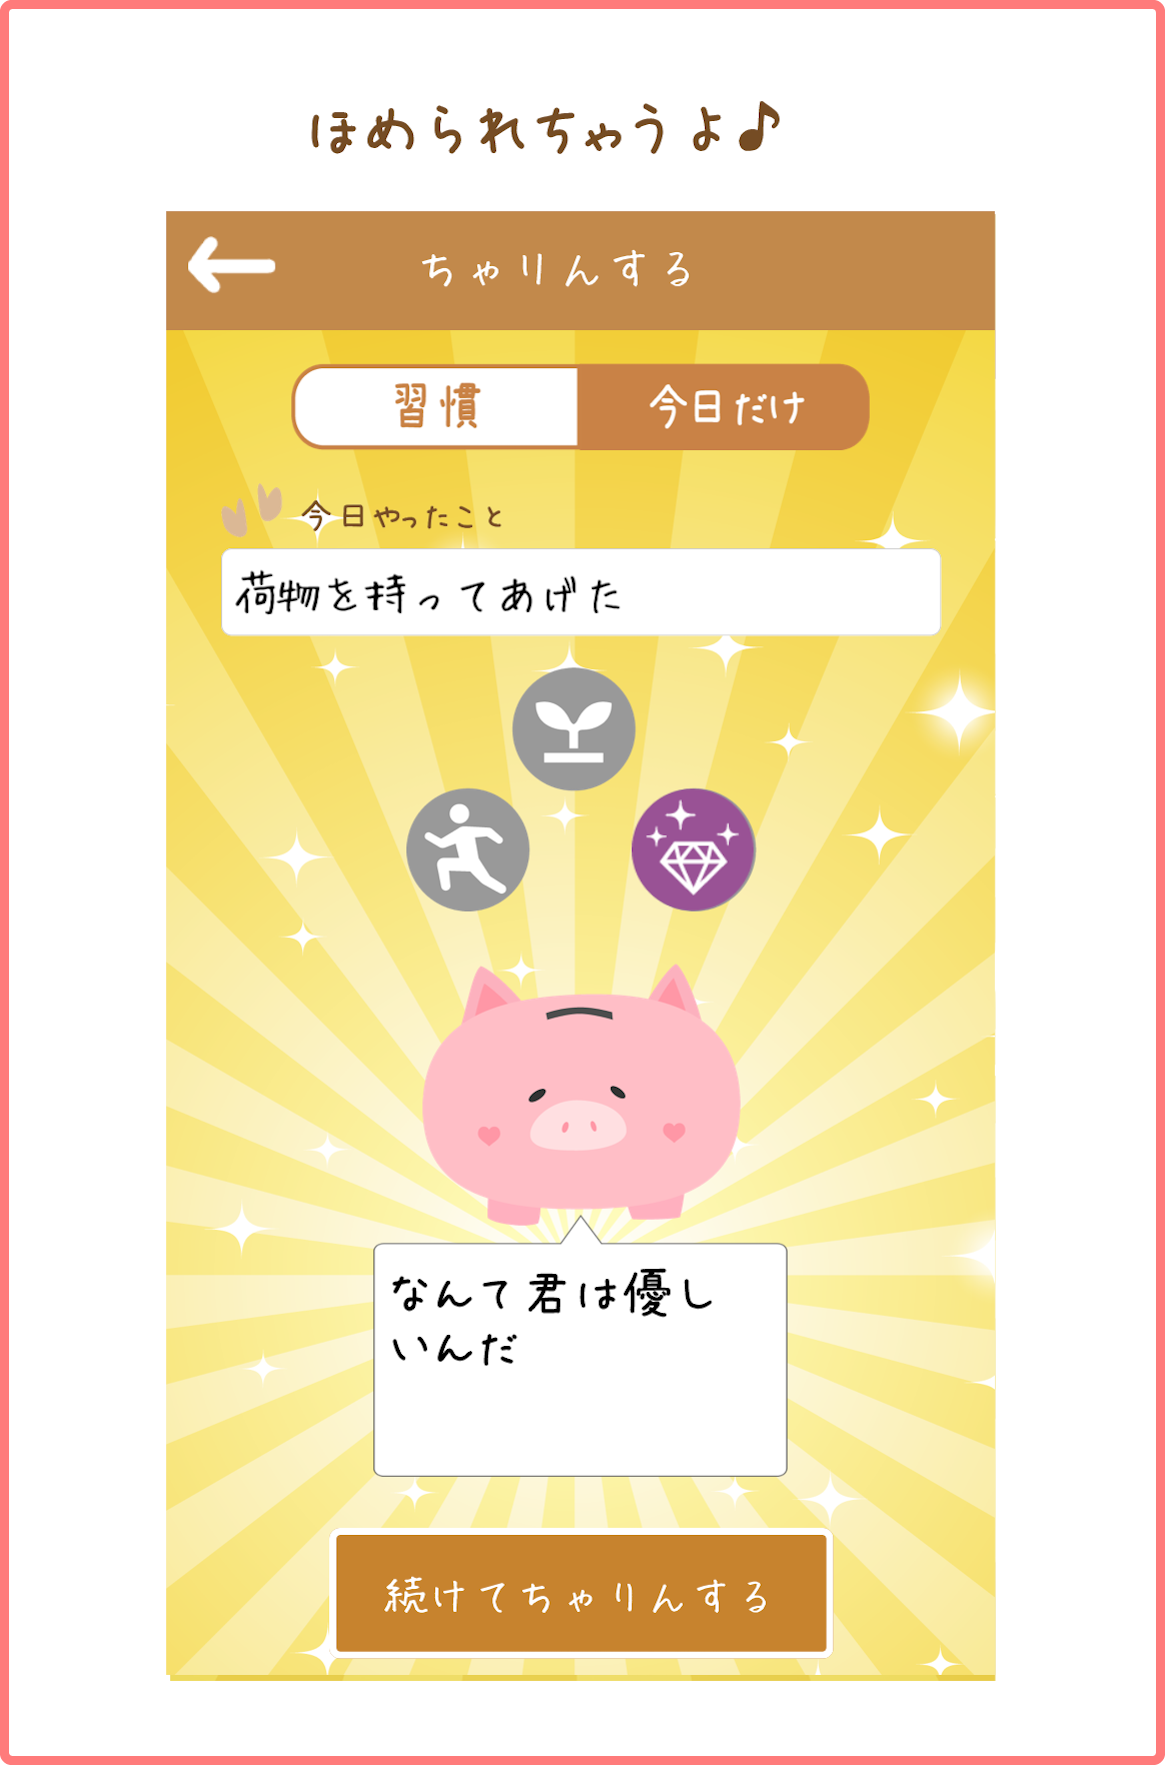 ほめられちゃうよ♪
ちゃりんする
習慣
今日だけ
今日やったこと
荷物を持ってあげた
なんて君は優し
いんだ
続けてちゃりんする